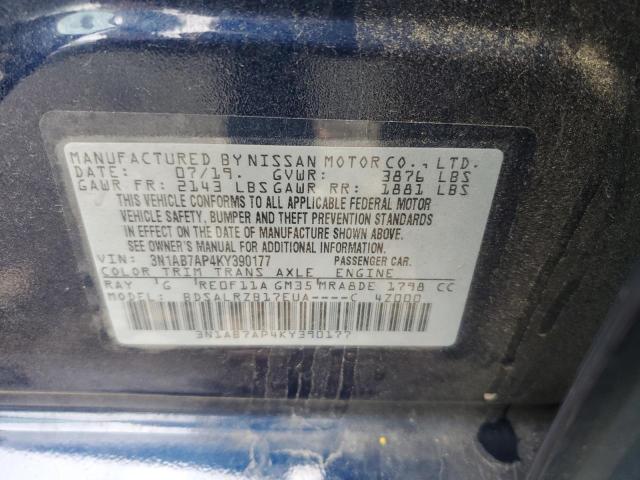 MANUFACTURED BY NISSAN MOTOR CO., LTD.
DATE: 07/19. GVWR: 3876 LBS
GAWR FR: 2143 LBS GAWR RR: 1881 LBS
THIS VEHICLE CONFORMS TO ALL APPLICABLE FEDERAL MOTOR
VEHICLE SAFETY, BUMPER AND THEFT PREVENTION STANDARDS
IN EFFECT ON THE DATE OF MANUFACTURE SHOWN ABOVE.
SEE OWNER'S MANUAL FOR ADDITIONAL INFORMATION.
VIN: 3N1AB7AP4KY390177 PASSENGER CAR.
COLOR TRIM TRANS AXLE ENGINE
RAY G RE0F11A GM35 MRA8DE 1798 CC
MODEL: BDSALRZB17EUA----C 4Z000
3N1AB7AP4KY390177